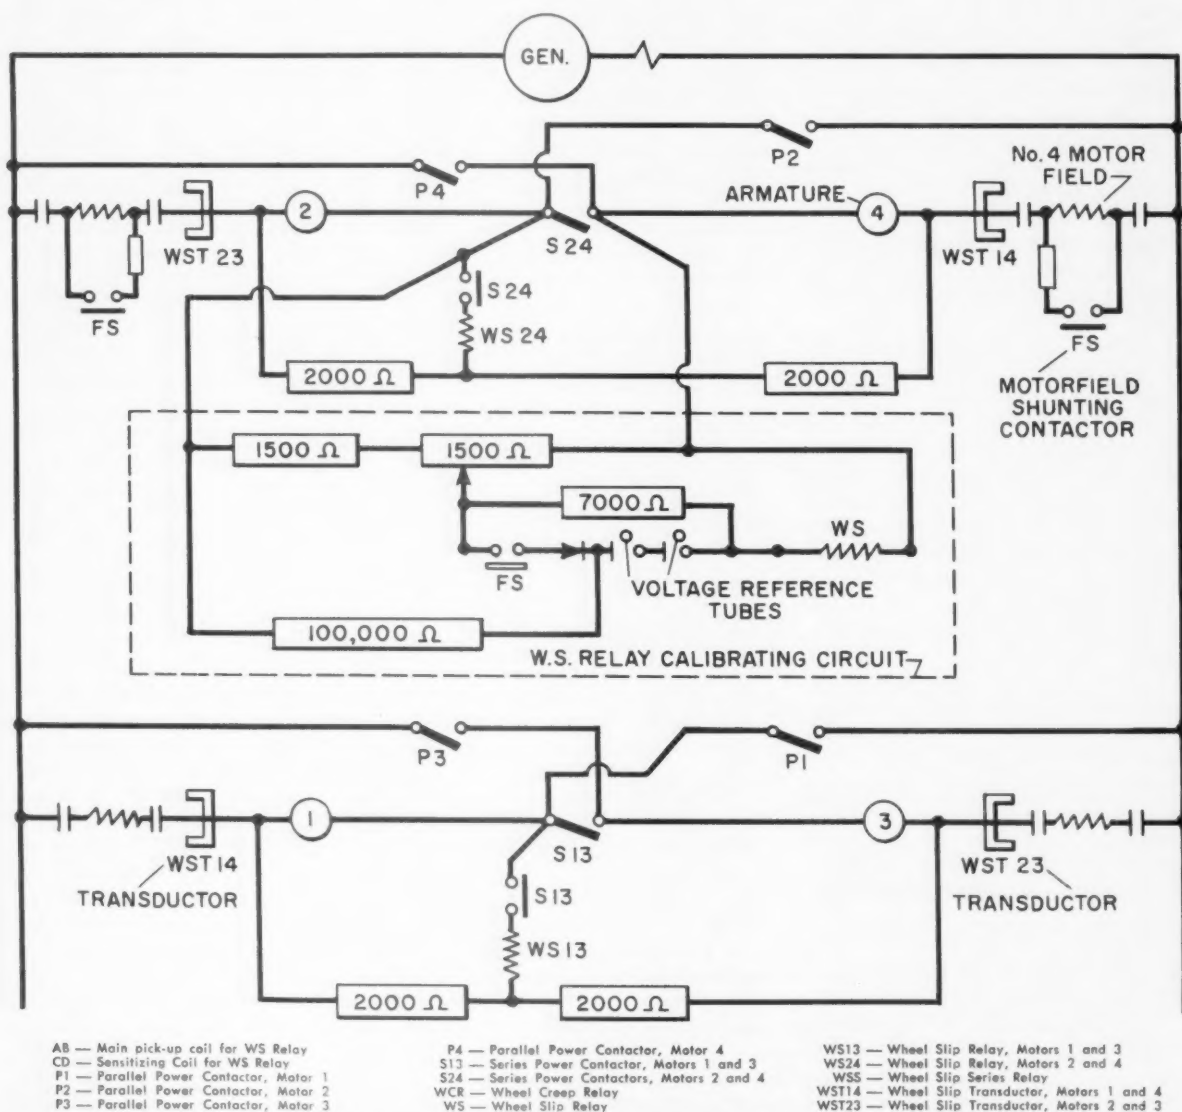 GEN.
P2
No. 4 MOTOR
FIELD
P4
ARMATURE
2
4
WST 23
S 24
WST 14
S 24
FS
WS 24
FS
2000 Ω
2000 Ω
MOTORFIELD
SHUNTING
CONTACTOR
1500 Ω
1500 Ω
7000 Ω
WS
FS
VOLTAGE REFERENCE
TUBES
100,000 Ω
W.S. RELAY CALIBRATING CIRCUIT
P3
P1
1
3
S 13
WST 14
WST 23
TRANSDUCTOR
S 13
TRANSDUCTOR
WS 13
2000 Ω
2000 Ω
AB — Main pick-up coil for WS Relay
CD — Sensitizing Coil for WS Relay
P1 — Parallel Power Contactor, Motor 1
P2 — Parallel Power Contactor, Motor 2
P3 — Parallel Power Contactor, Motor 3
P4 — Parallel Power Contactor, Motor 4
S13 — Series Power Contactor, Motors 1 and 3
S24 — Series Power Contactors, Motors 2 and 4
WCR — Wheel Creep Relay
WS — Wheel Slip Relay
WS13 — Wheel Slip Relay, Motors 1 and 3
WS24 — Wheel Slip Relay, Motors 2 and 4
WSS — Wheel Slip Series Relay
WST14 — Wheel Slip Transductor, Motors 1 and 4
WST23 — Wheel Slip Transductor, Motors 2 and 3